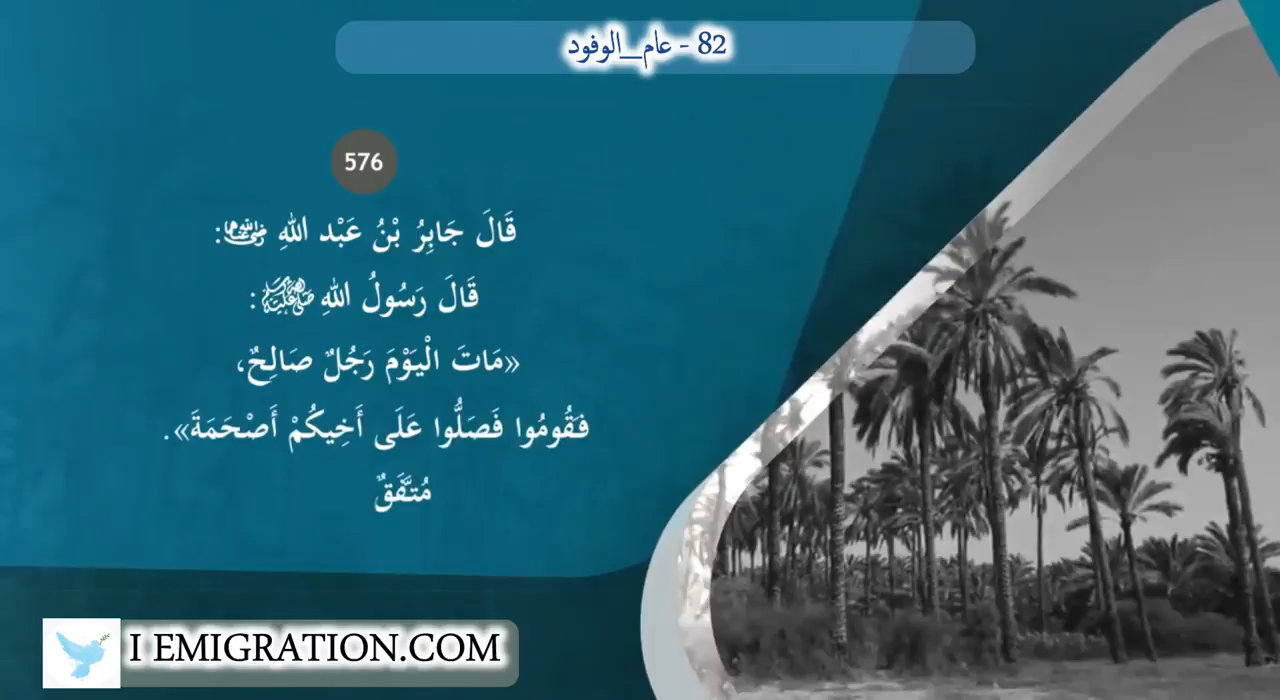 82 - عام_الوفود
576
قَالَ جَابِرُ بْنُ عَبْد اللهِ رضي الله عنهما:
قَالَ رَسُولُ اللهِ ﷺ:
«مَاتَ الْيَوْمَ رَجُلٌ صَالِحٌ،
فَقُومُوا فَصَلُّوا عَلَى أَخِيكُمْ أَصْحَمَةَ».
مُتَّفَقٌ
I EMIGRATION.COM